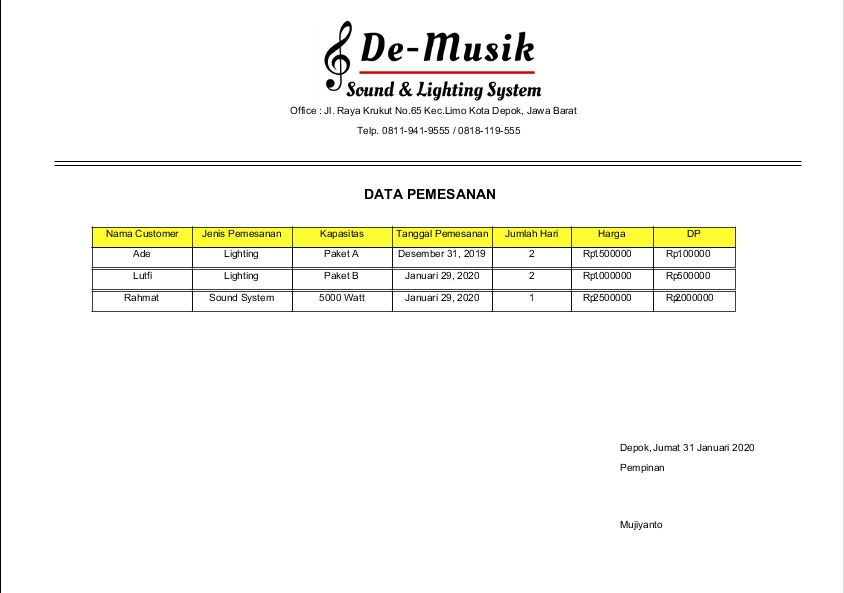 De-Musik
Sound & Lighting System
Office : Jl. Raya Krukut No.65 Kec.Limo Kota Depok, Jawa Barat
Telp. 0811-941-9555 / 0818-119-555
DATA PEMESANAN
Nama Customer Jenis Pemesanan Kapasitas Tanggal Pemesanan Jumlah Hari Harga DP
Ade Lighting Paket A Desember 31, 2019 2 Rp1500000 Rp100000
Lutfi Lighting Paket B Januari 29, 2020 2 Rp1000000 Rp500000
Rahmat Sound System 5000 Watt Januari 29, 2020 1 Rp2500000 Rp2000000
Depok,Jumat 31 Januari 2020
Pempinan
Mujiyanto